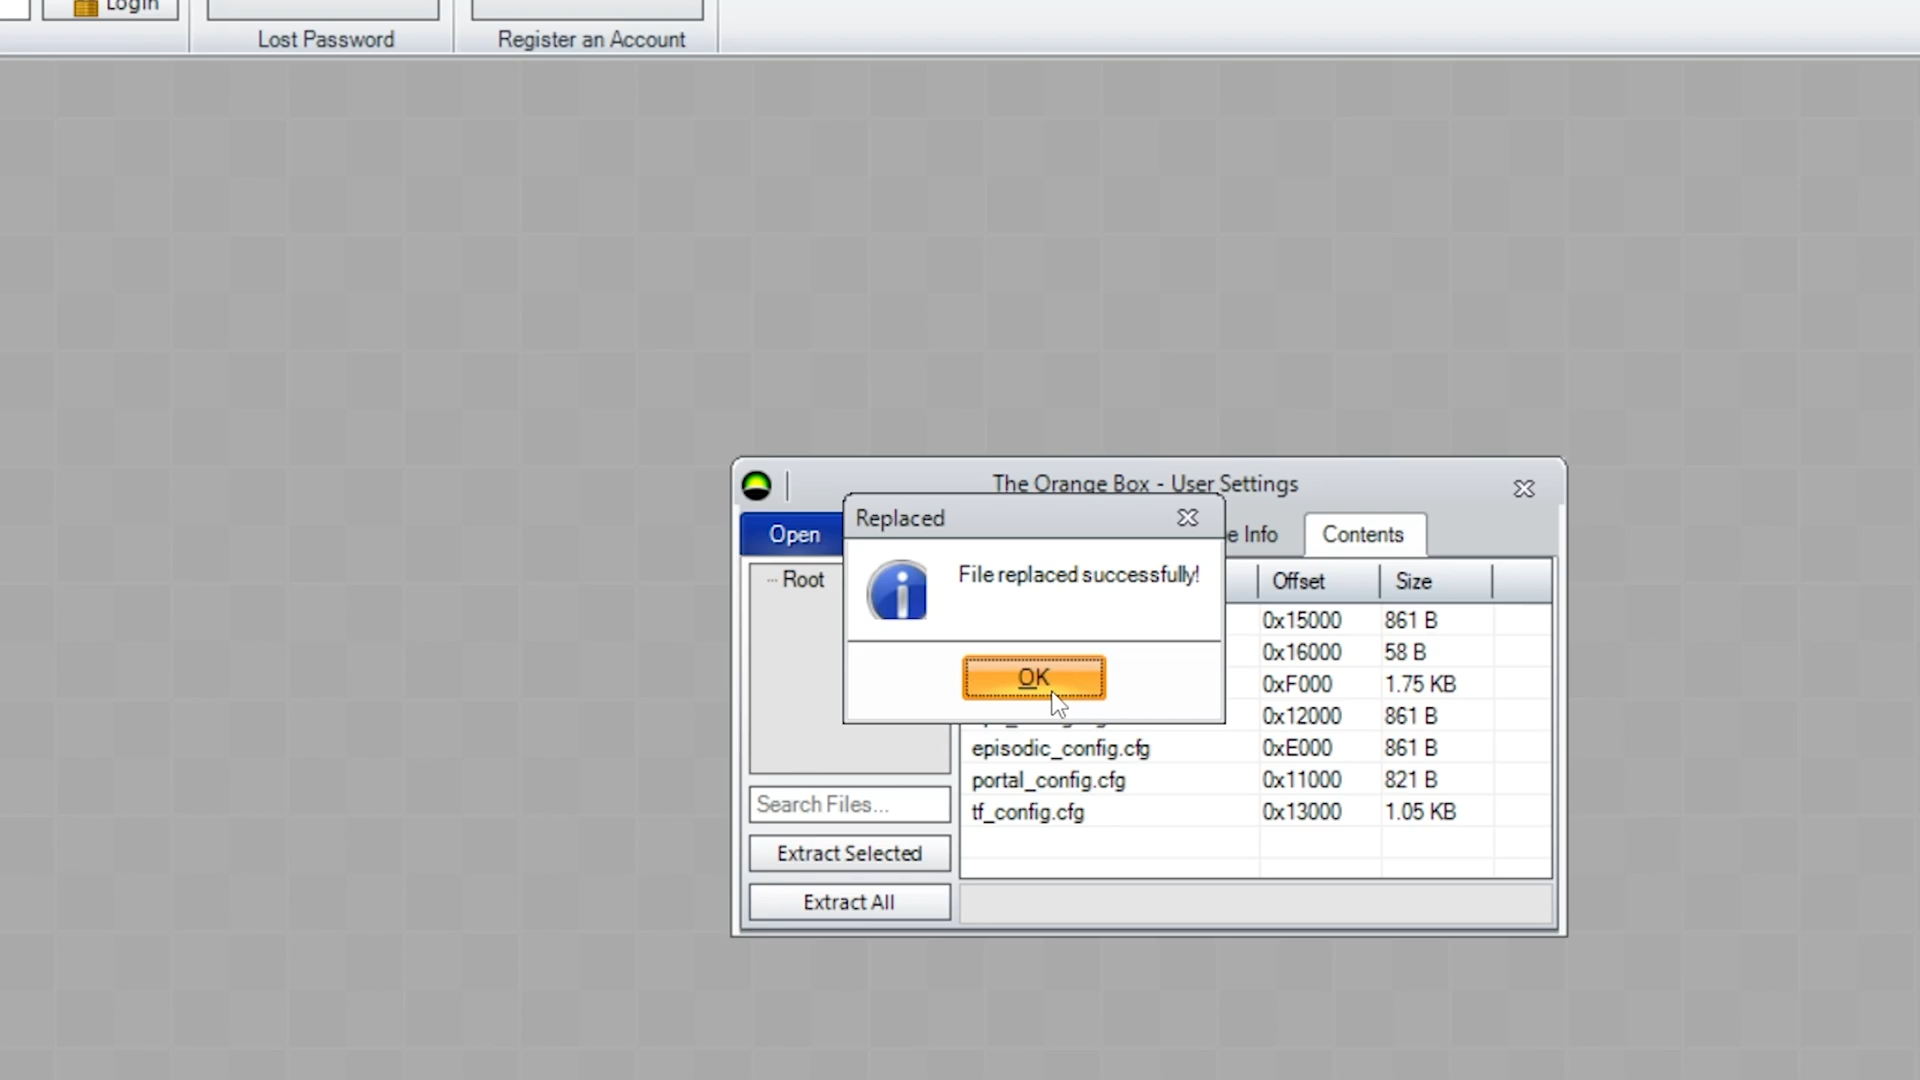 Login
Lost Password
Register an Account
The Orange Box - User Settings
Replaced
Open
e Info
Contents
Root
File replaced successfully!
Offset
Size
0x15000
861 B
0x16000
58 B
OK
0xF000
1.75 KB
0x12000
861 B
episodic_config.cfg
0xE000
861 B
portal_config.cfg
0x11000
821 B
Search Files...
tf_config.cfg
0x13000
1.05 KB
Extract Selected
Extract All